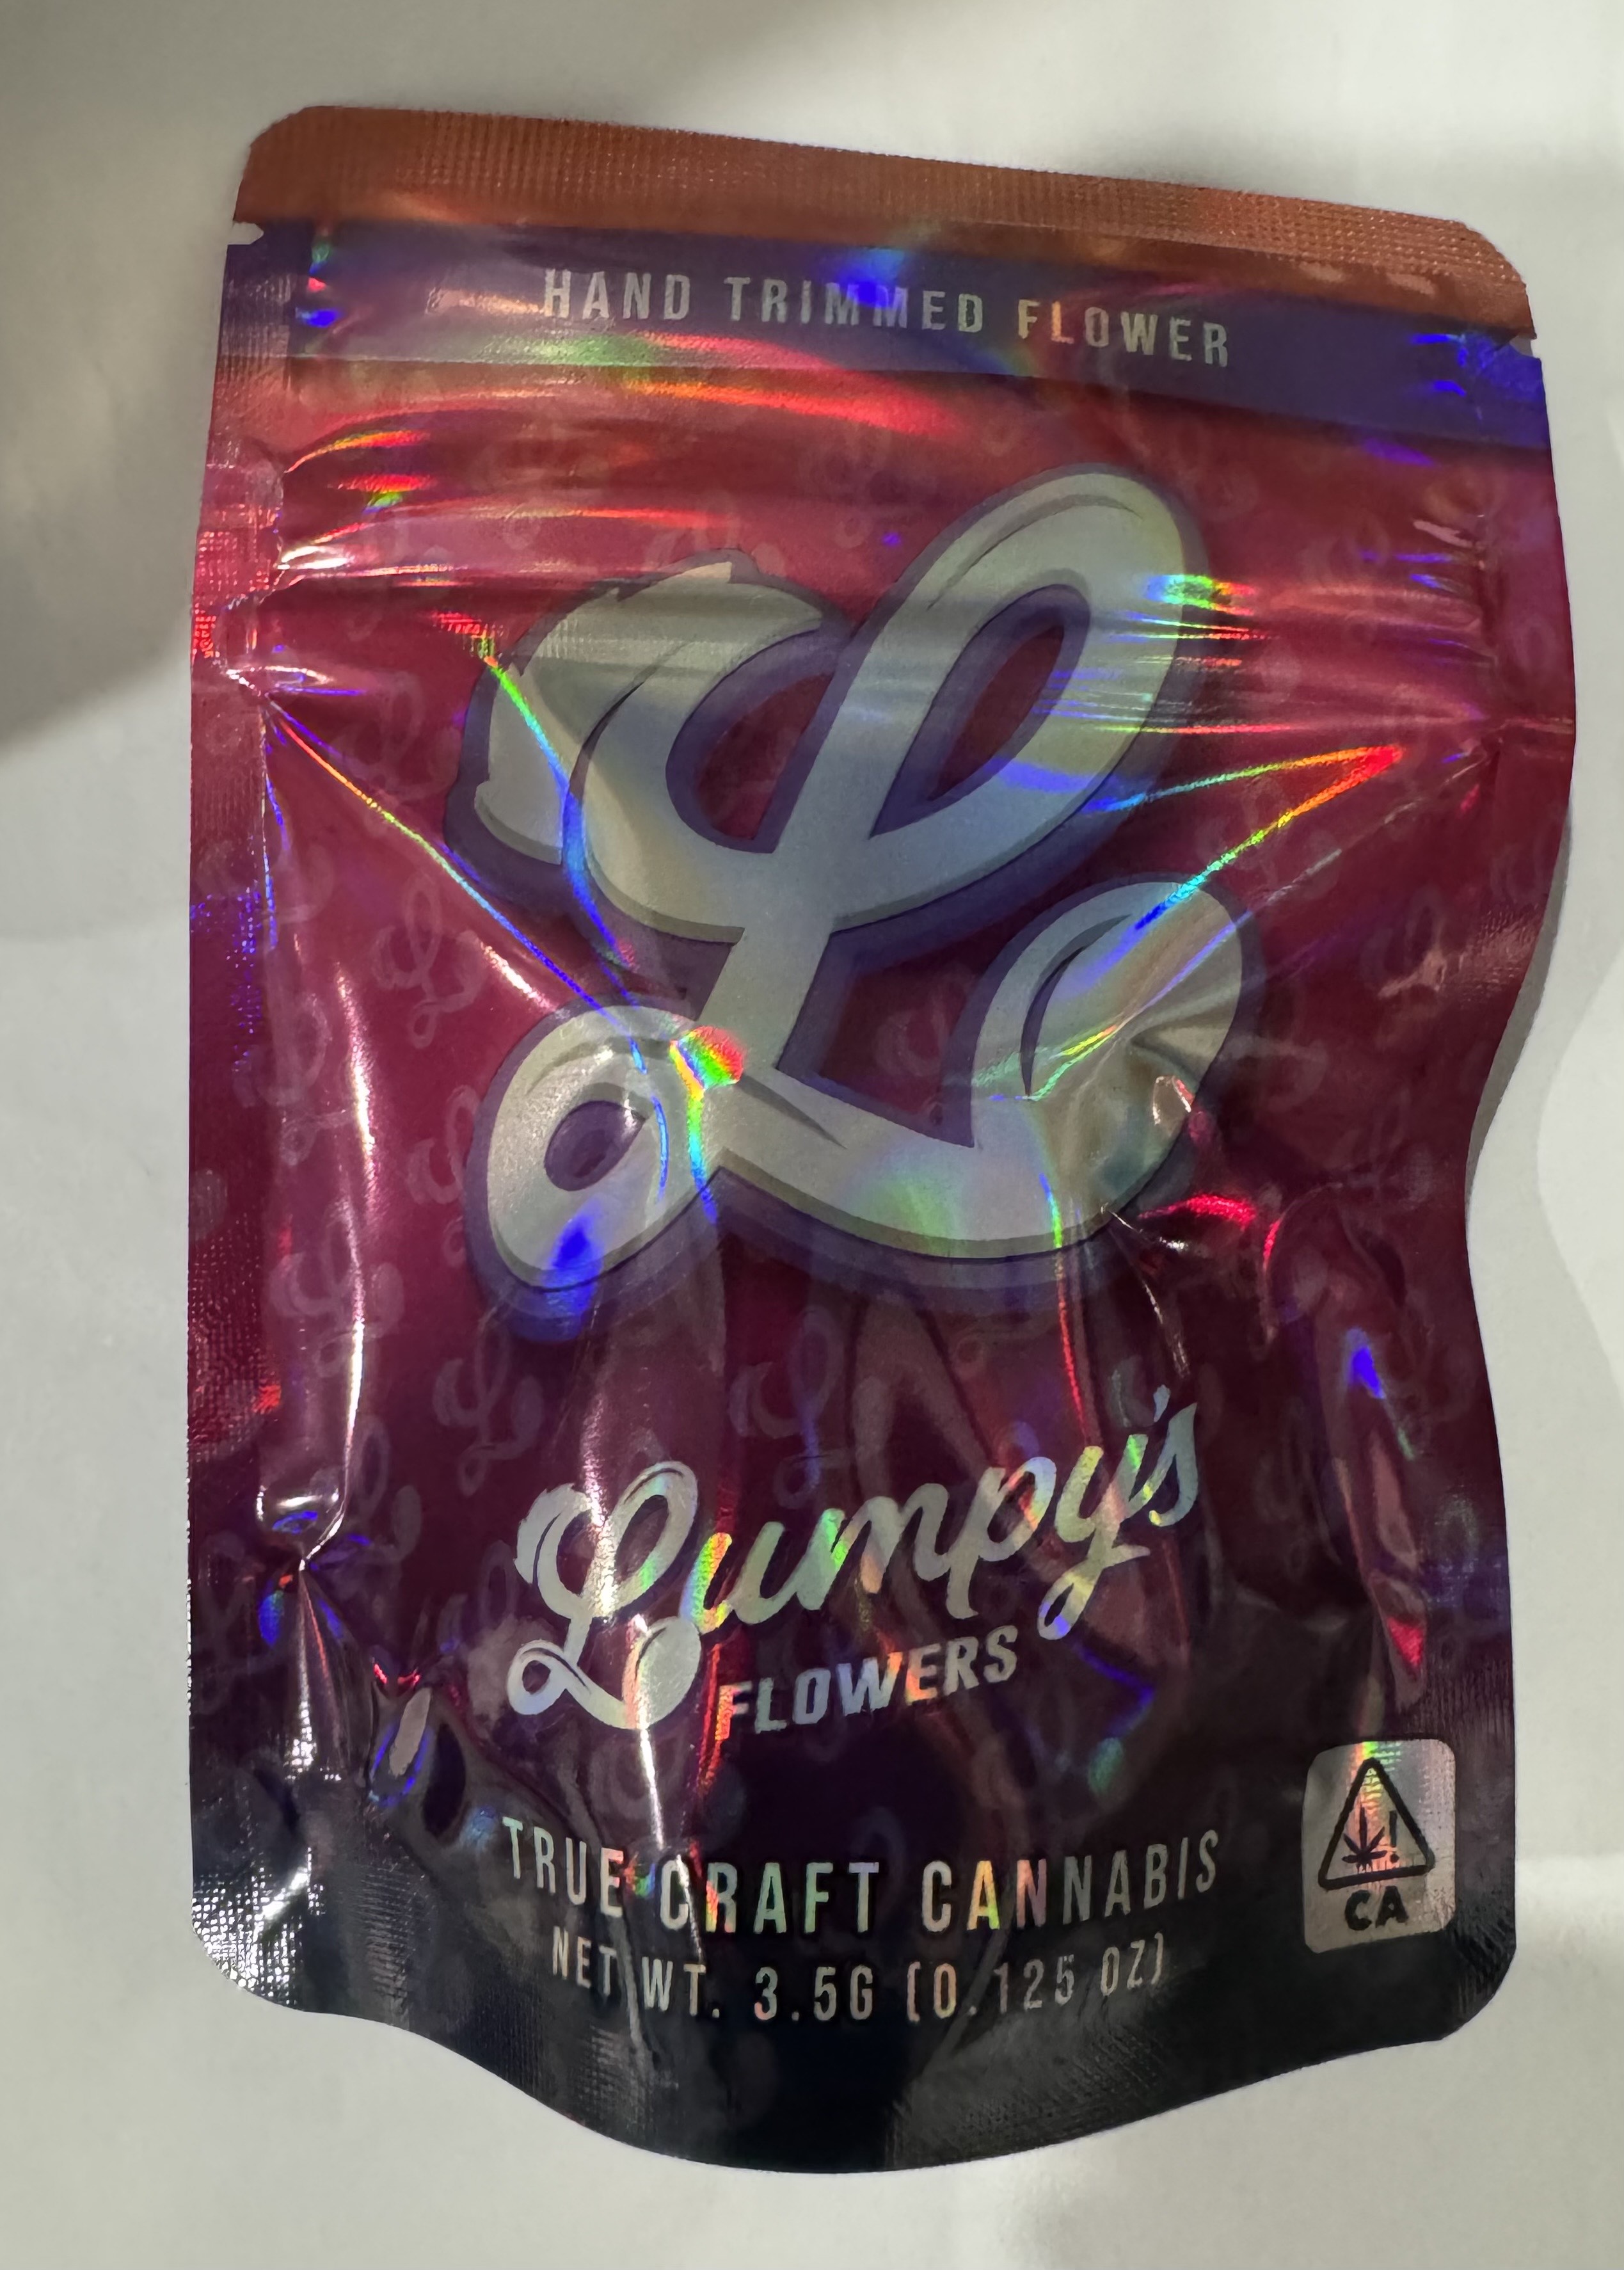 HAND TRIMMED FLOWER
L
Lumpy's
FLOWERS
TRUE CRAFT CANNABIS
NET WT. 3.5G (0.125 OZ)
!
CA